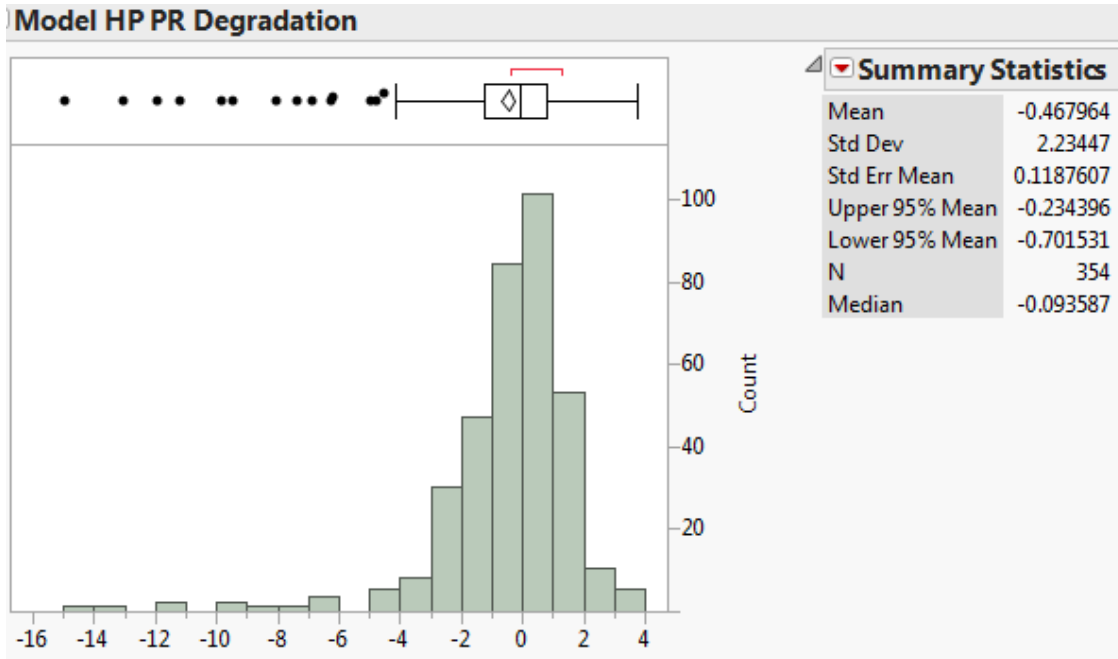 Model HP PR Degradation
Summary Statistics
Mean -0.467964
Std Dev 2.23447
Std Err Mean 0.1187607
Upper 95% Mean -0.234396
Lower 95% Mean -0.701531
N 354
Median -0.093587
100
80
60
40
20
Count
-16 -14 -12 -10 -8 -6 -4 -2 0 2 4